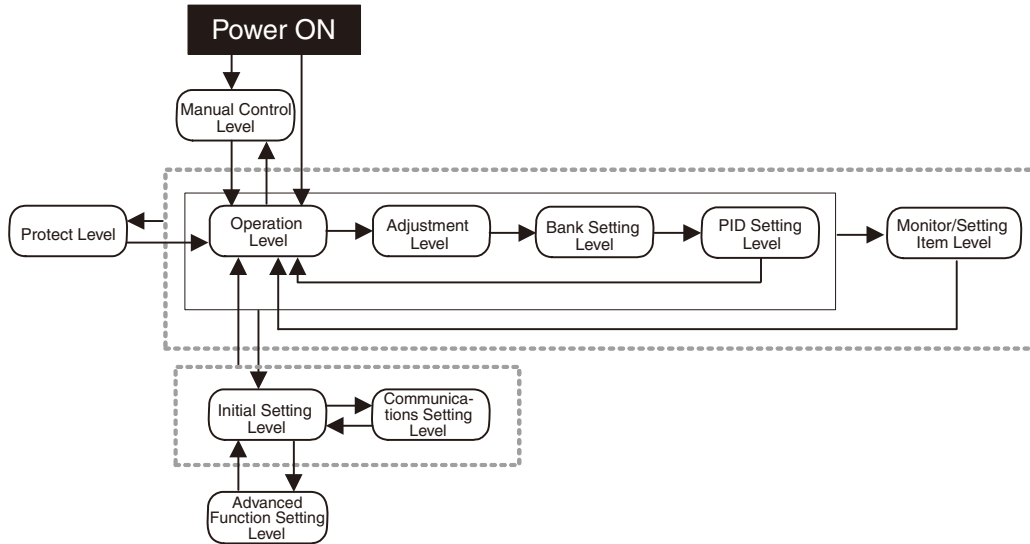 Power ON
Manual Control
Level
Protect Level
Operation
Level
Adjustment
Level
Bank Setting
Level
PID Setting
Level
Monitor/Setting
Item Level
Initial Setting
Level
Communica-
tions Setting
Level
Advanced
Function Setting
Level